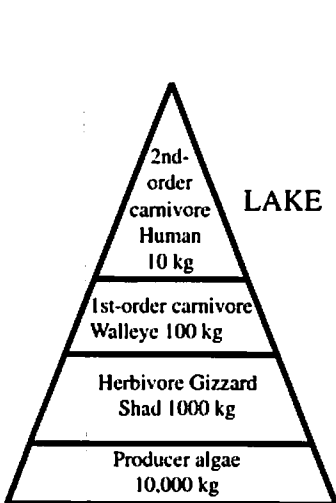 2nd-
order
carnivore
Human
10 kg
LAKE
1st-order carnivore
Walleye 100 kg
Herbivore Gizzard
Shad 1000 kg
Producer algae
10,000 kg